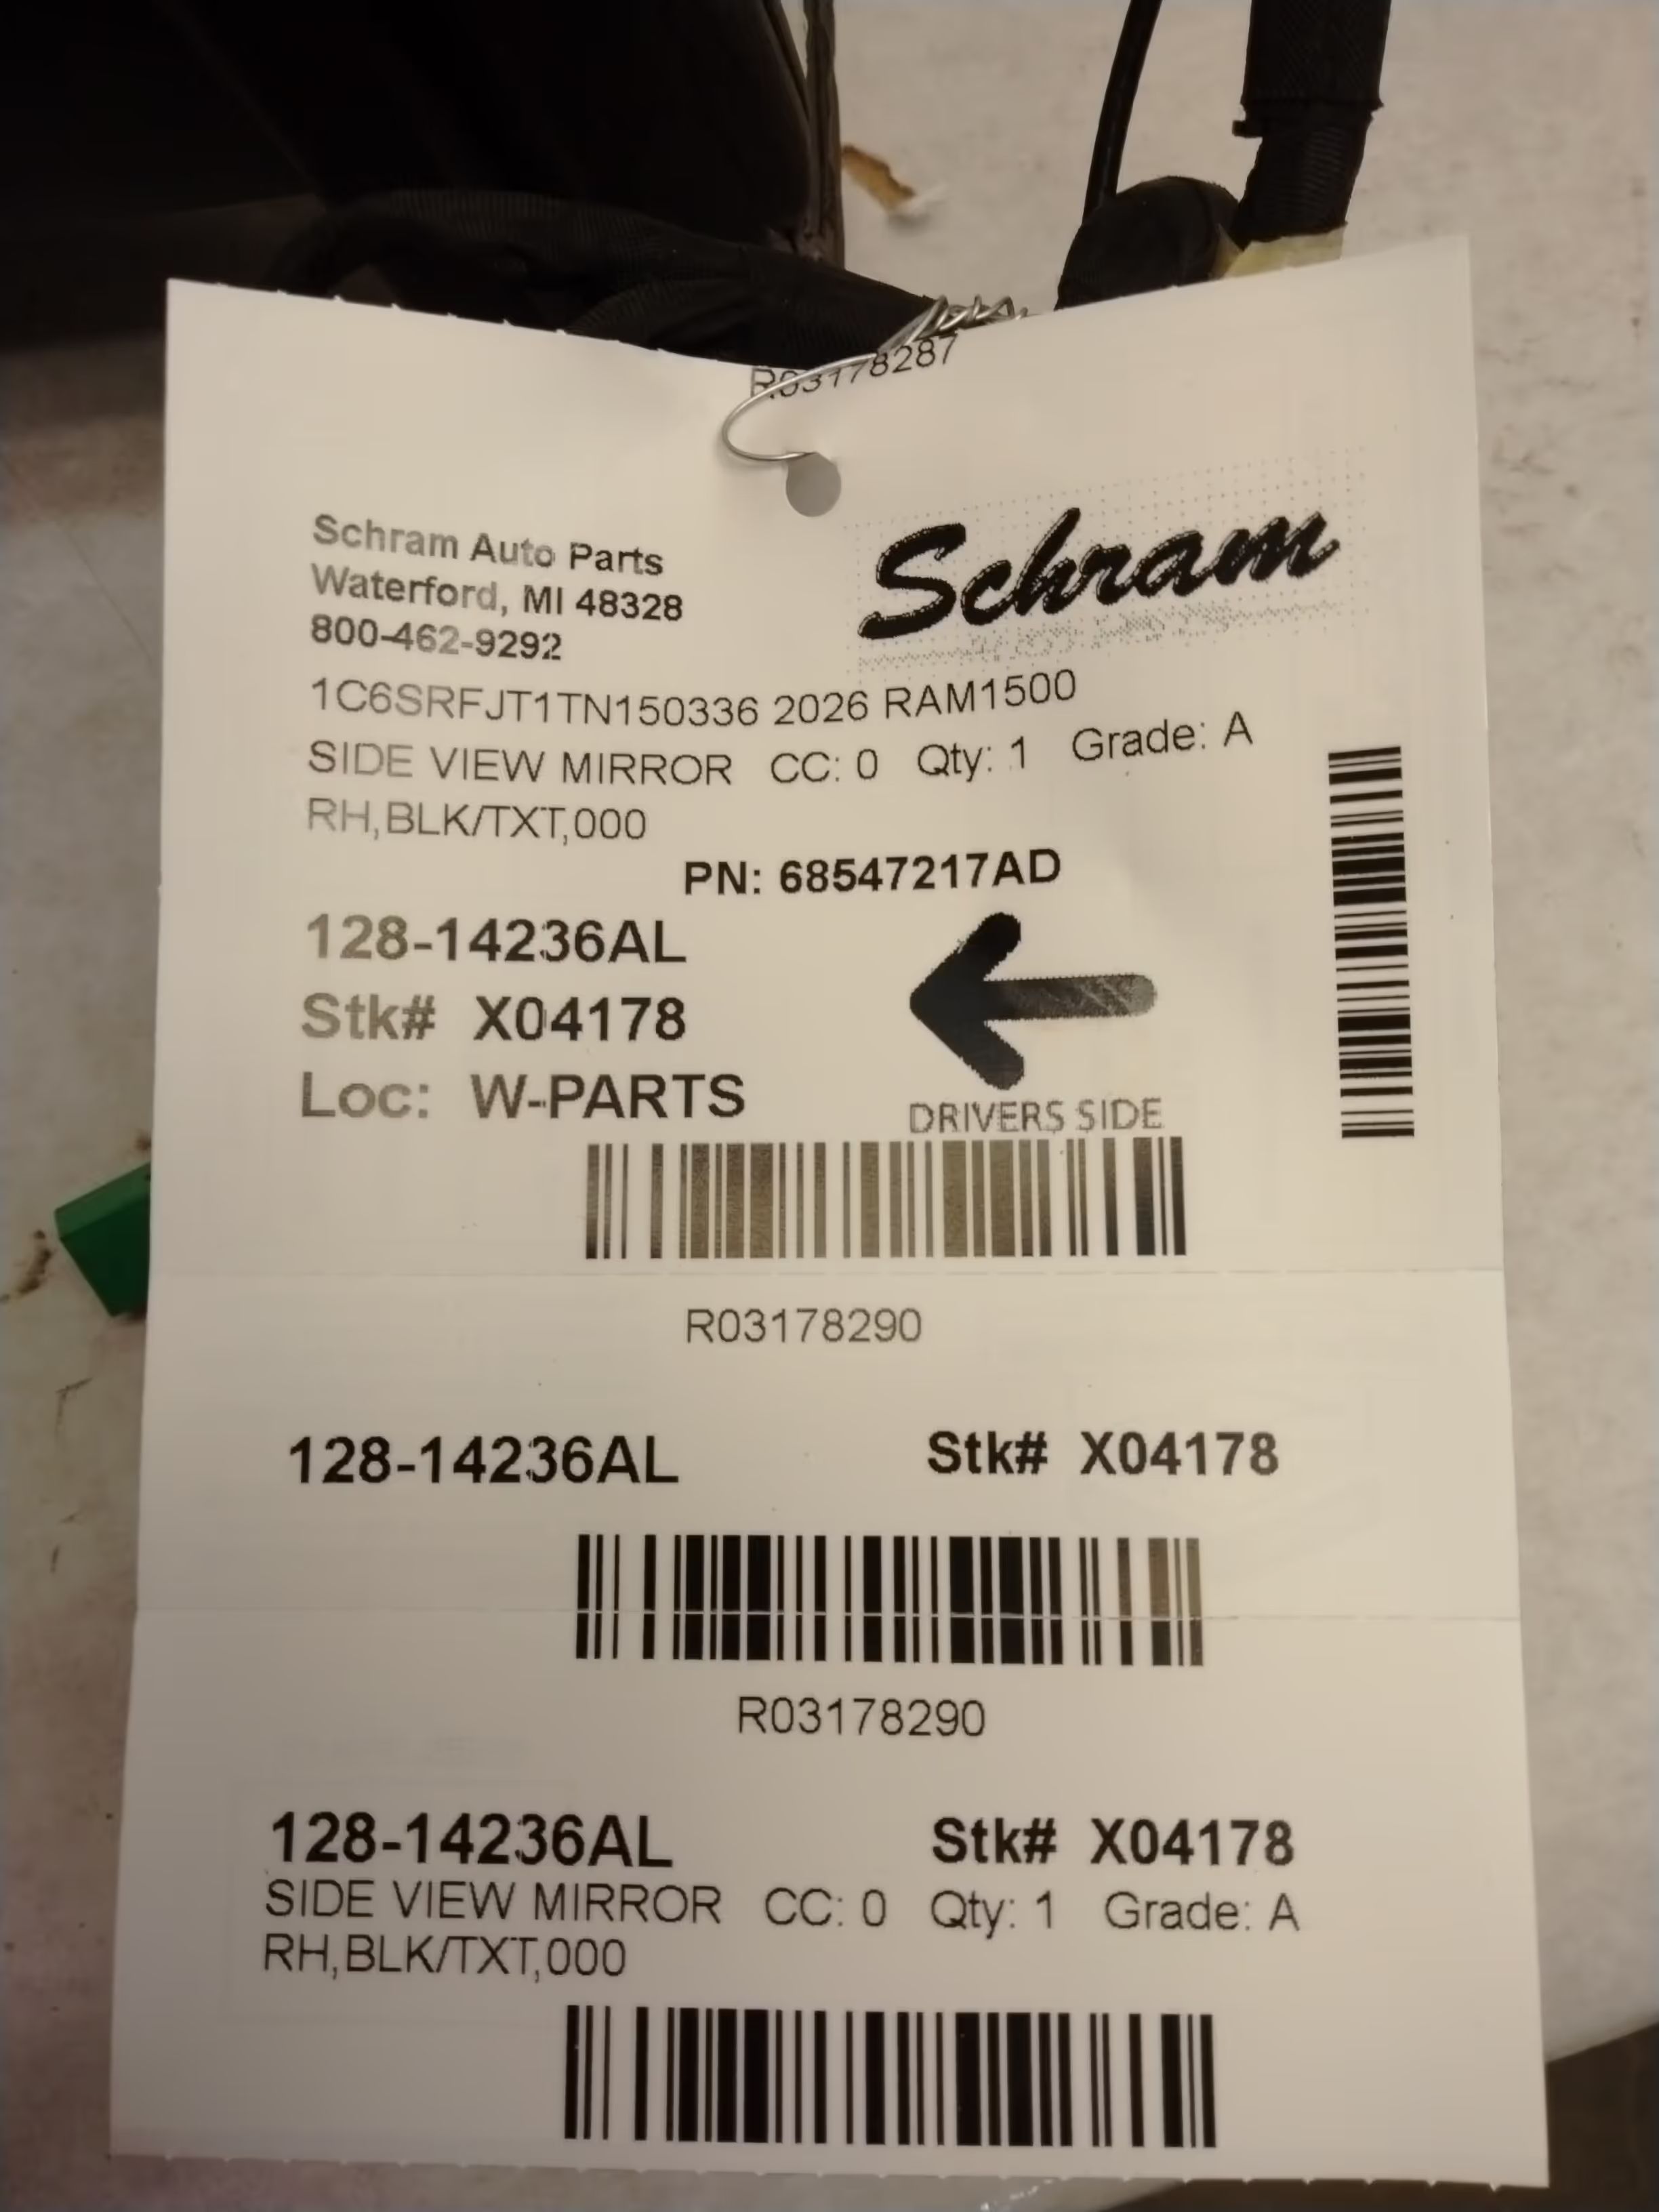 R03178287
Schram Auto Parts
Waterford, MI 48328
800-462-9292
Schram
1C6SRFJT1TN150336 2026 RAM1500
SIDE VIEW MIRROR CC: 0 Qty: 1 Grade: A
RH,BLK/TXT,000
PN: 68547217AD
128-14236AL
Stk# X04178
Loc: W-PARTS
DRIVERS SIDE
R03178290
128-14236AL Stk# X04178
R03178290
128-14236AL Stk# X04178
SIDE VIEW MIRROR CC: 0 Qty: 1 Grade: A
RH,BLK/TXT,000